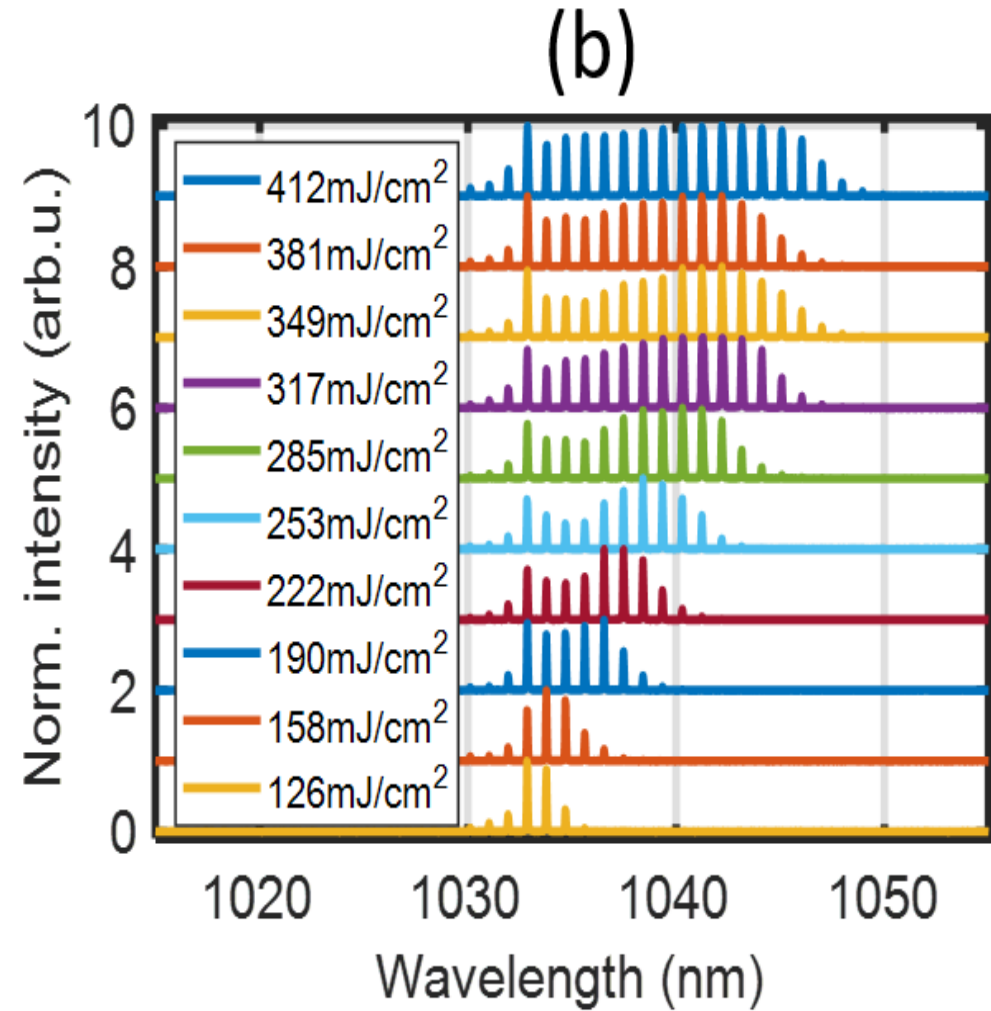 (b)
Norm. intensity (arb.u.)
10
8
6
4
2
0
412mJ/cm²
381mJ/cm²
349mJ/cm²
317mJ/cm²
285mJ/cm²
253mJ/cm²
222mJ/cm²
190mJ/cm²
158mJ/cm²
126mJ/cm²
1020 1030 1040 1050
Wavelength (nm)